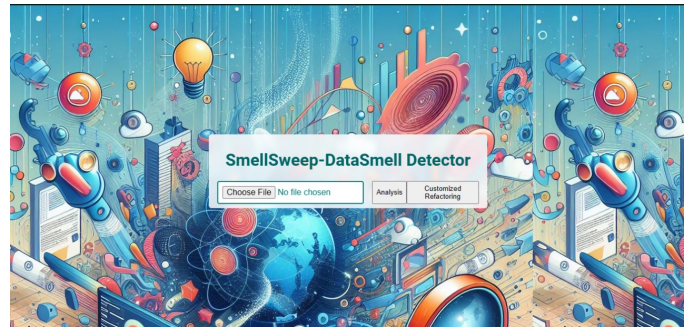 SmellSweep-DataSmell Detector
Choose File No file chosen
Analysis
Customized
Refactoring